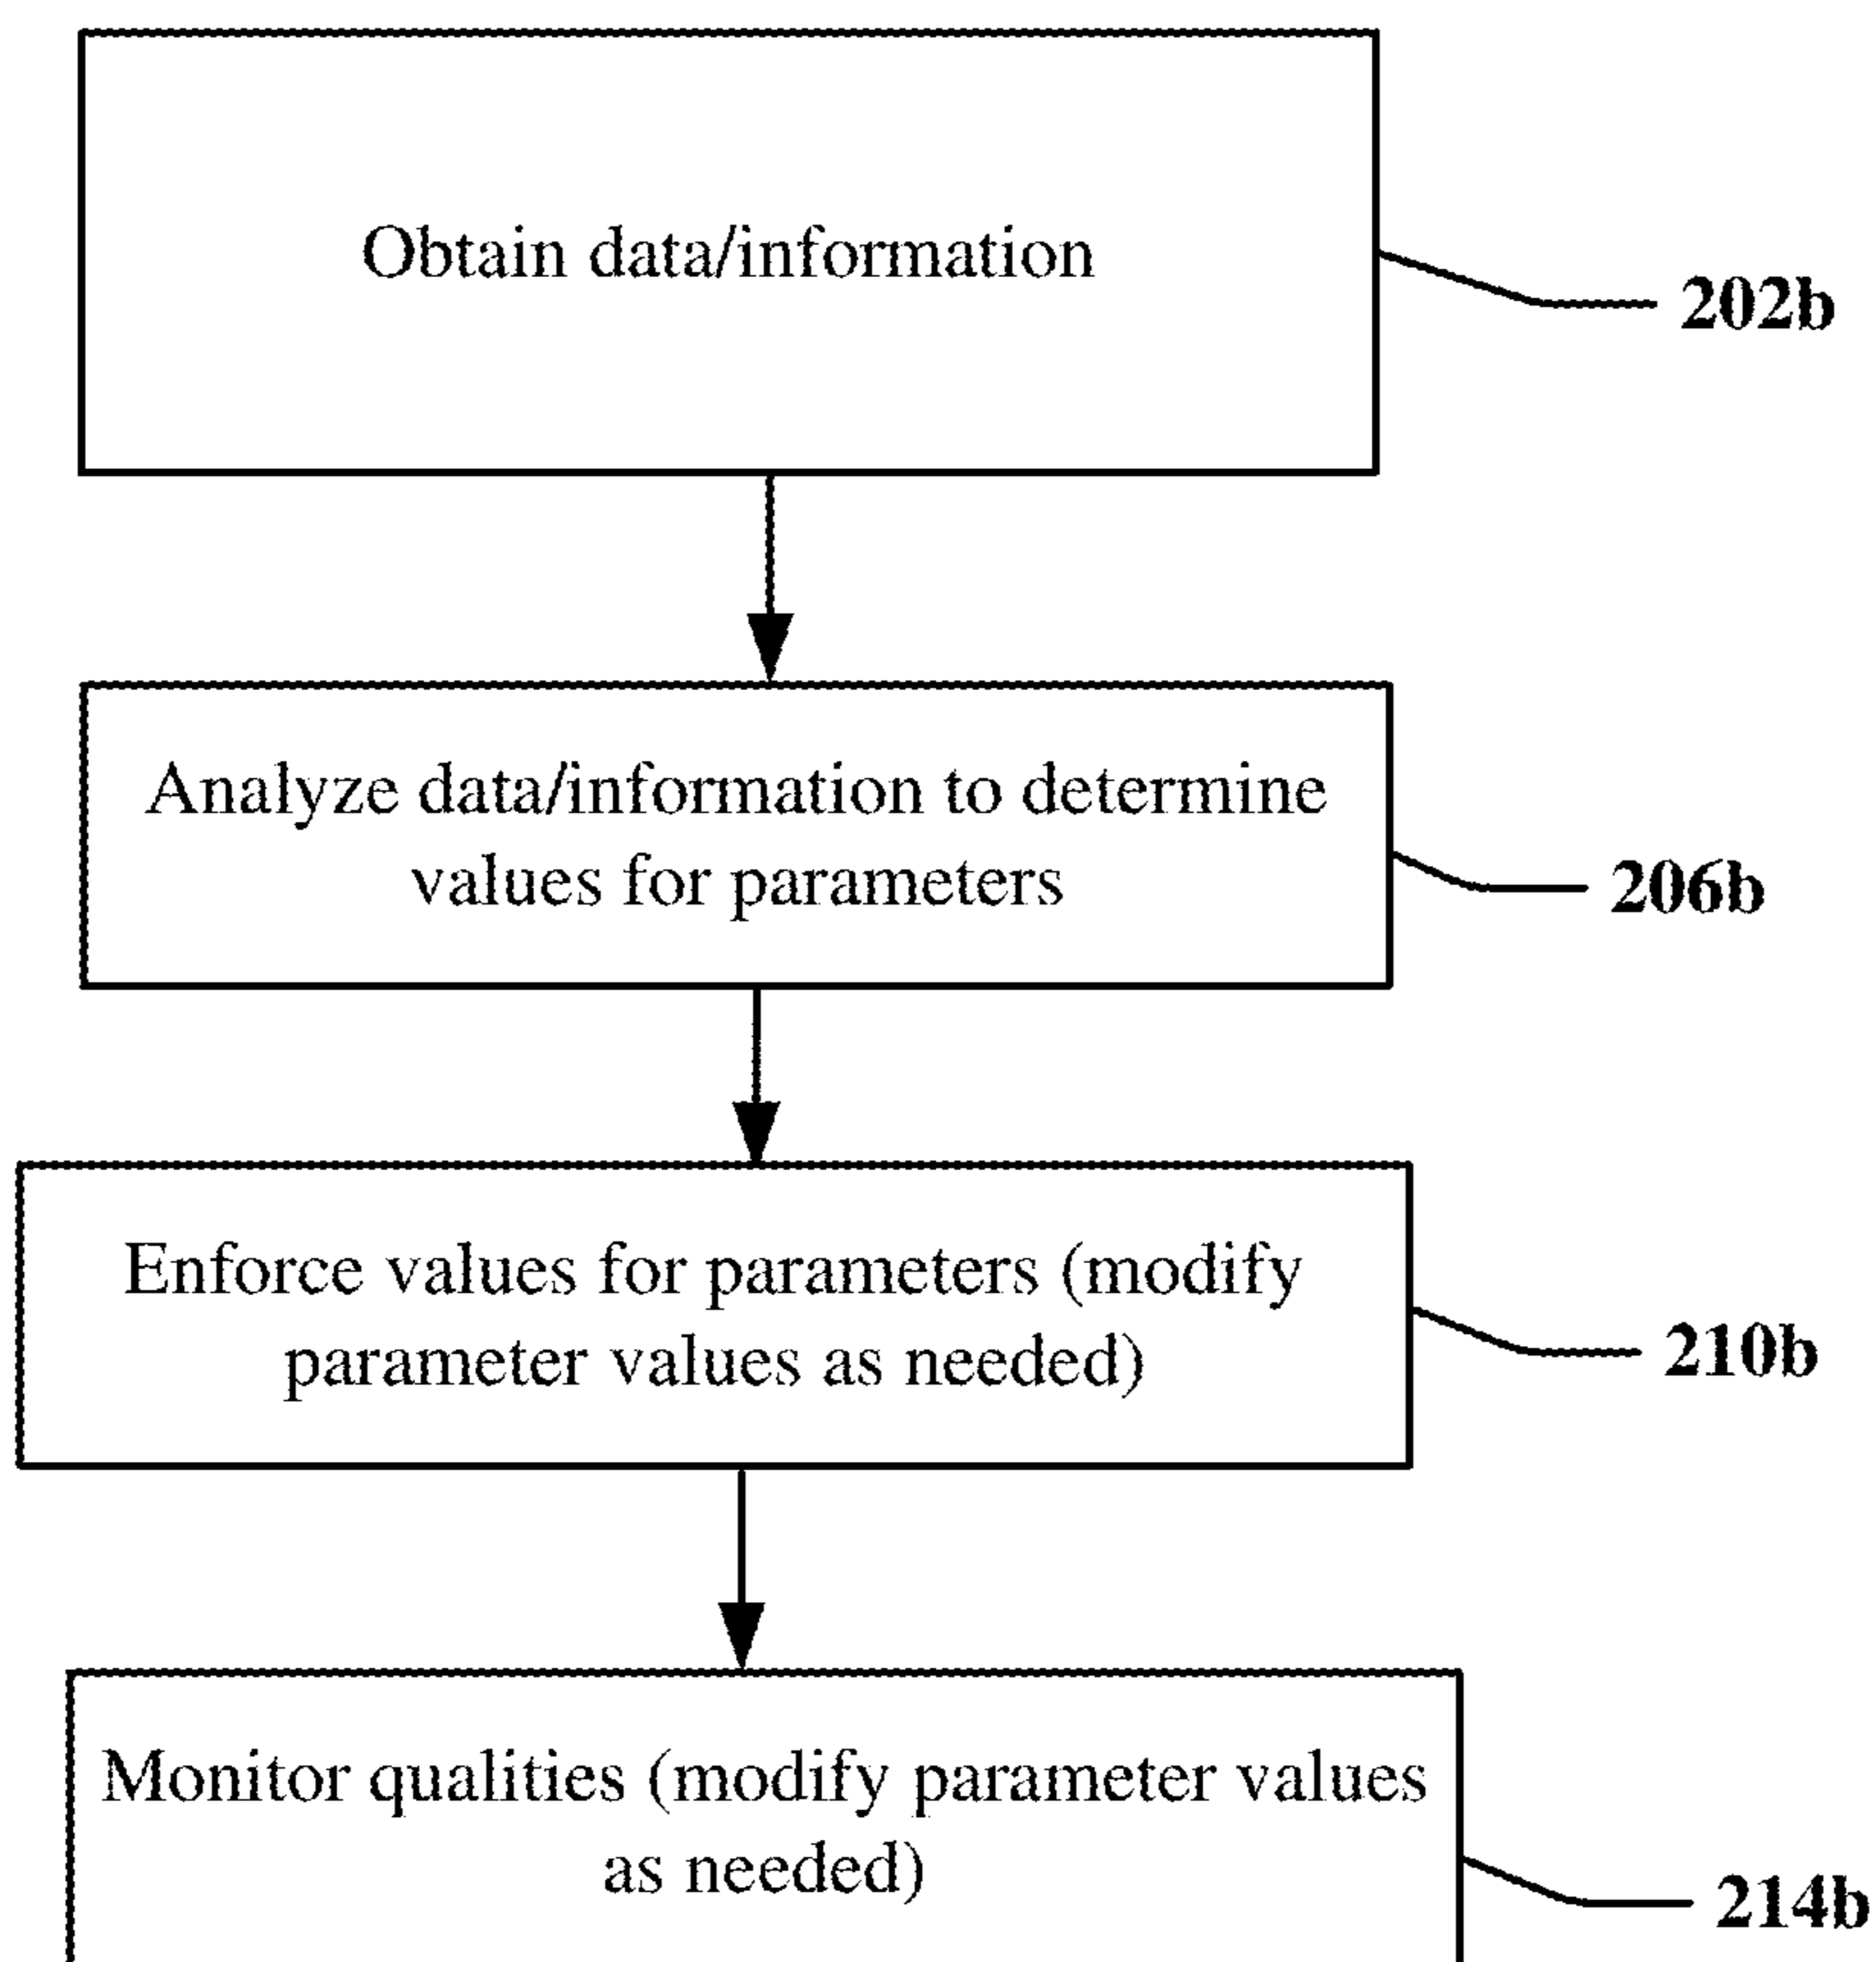 Obtain data/information
202b
Analyze data/information to determine
values for parameters
206b
Enforce values for parameters (modify
parameter values as needed)
210b
Monitor qualities (modify parameter values
as needed)
214b